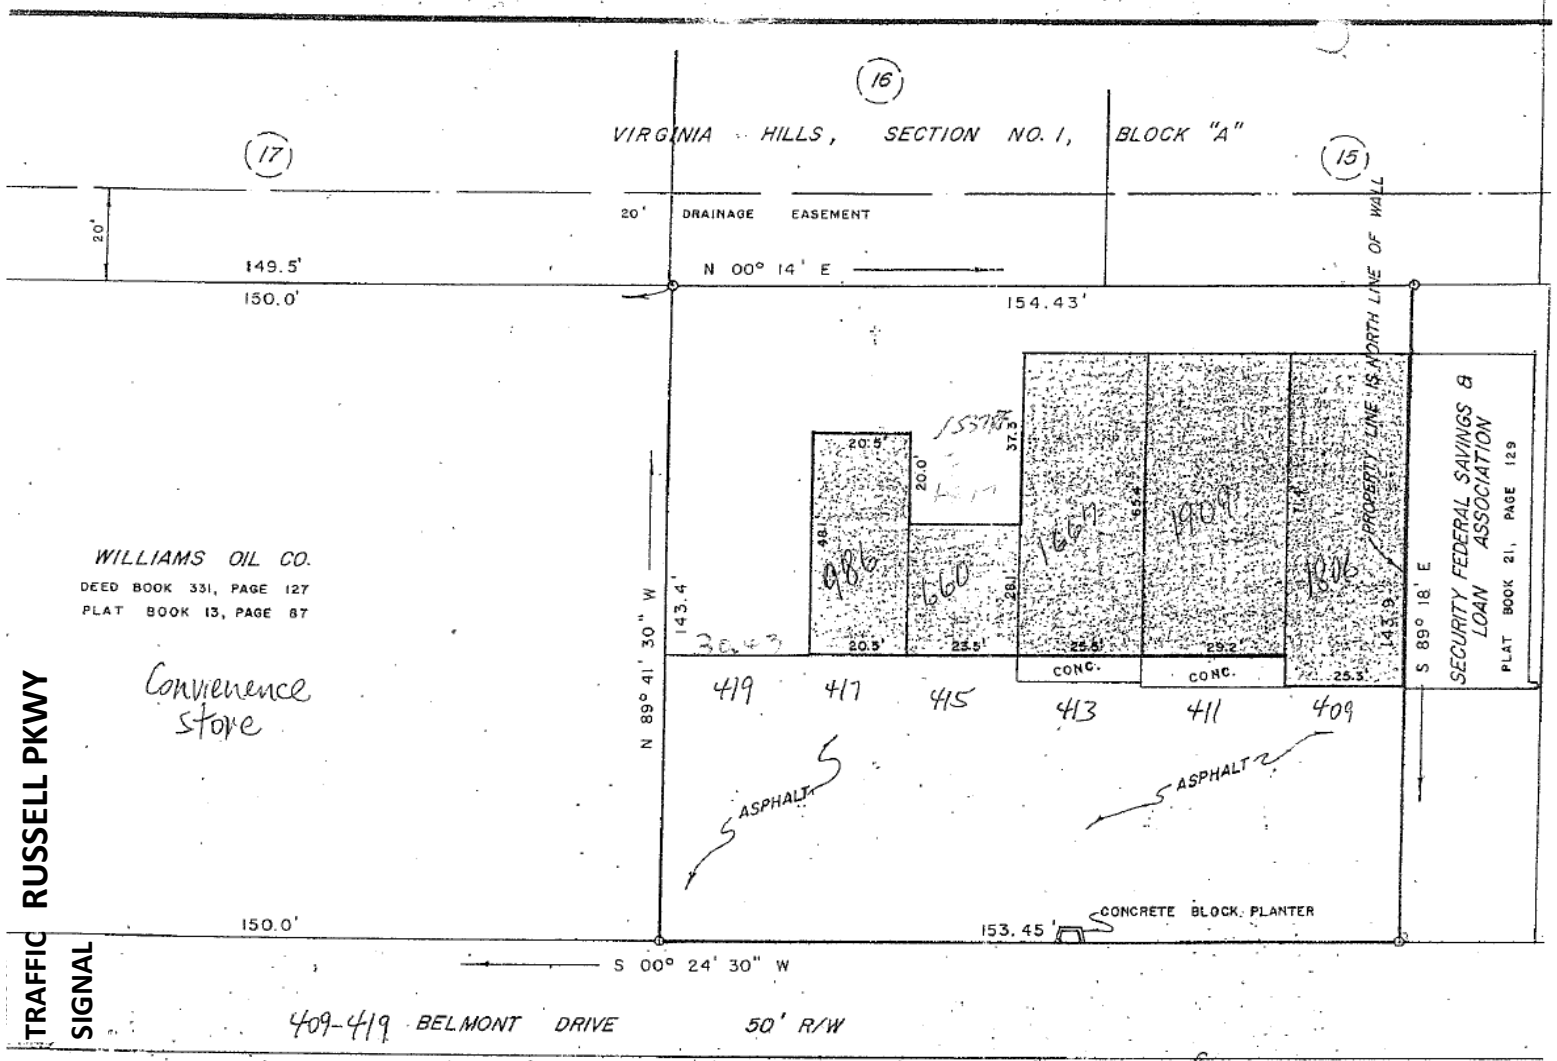 (16)
VIRGINIA HILLS, SECTION NO. 1, BLOCK "A"
(17)
(15)
20' DRAINAGE EASEMENT
20'
149.5'
N 00° 14' E
150.0'
154.43'
PROPERTY LINE IS NORTH LINE OF WALL
20.5'
20.0'
37.3'
48.1
28.1
65.4
71.4
986
660
1667
1909
1806
143.4'
N 89° 41' 30" W
143.9
S 89° 18' E
SECURITY FEDERAL SAVINGS &
LOAN ASSOCIATION
PLAT BOOK 21, PAGE 129
WILLIAMS OIL CO.
DEED BOOK 331, PAGE 127
PLAT BOOK 13, PAGE 87
Convienence
store
30.43
20.5'
23.5'
25.5'
29.2'
25.3'
CONC.
CONC.
419
417
415
413
411
409
ASPHALT
ASPHALT
CONCRETE BLOCK PLANTER
150.0'
153.45'
S 00° 24' 30" W
409-419 BELMONT DRIVE 50' R/W
TRAFFIC RUSSELL PKWY
SIGNAL